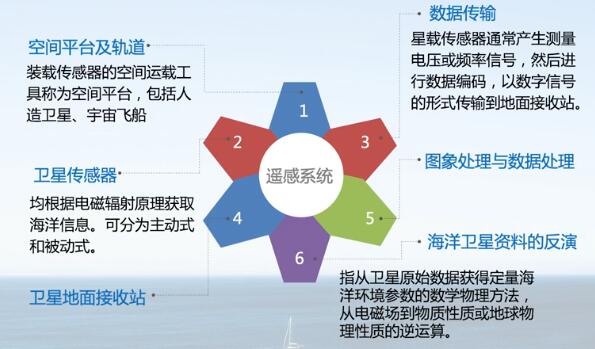 空间平台及轨道
装载传感器的空间运载工
具称为空间平台，包括人
造卫星、宇宙飞船
卫星传感器
均根据电磁辐射原理获取
海洋信息。可分为主动式
和被动式。
卫星地面接收站
1
2
3
遥感系统
4
5
6
数据传输
星载传感器通常产生测量
电压或频率信号，然后进
行数据编码，以数字信号
的形式传输到地面接收站。
图象处理与数据处理
海洋卫星资料的反演
指从卫星原始数据获得定量海
洋环境参数的数学物理方法，
从电磁场到物质性质或地球物
理性质的逆运算。